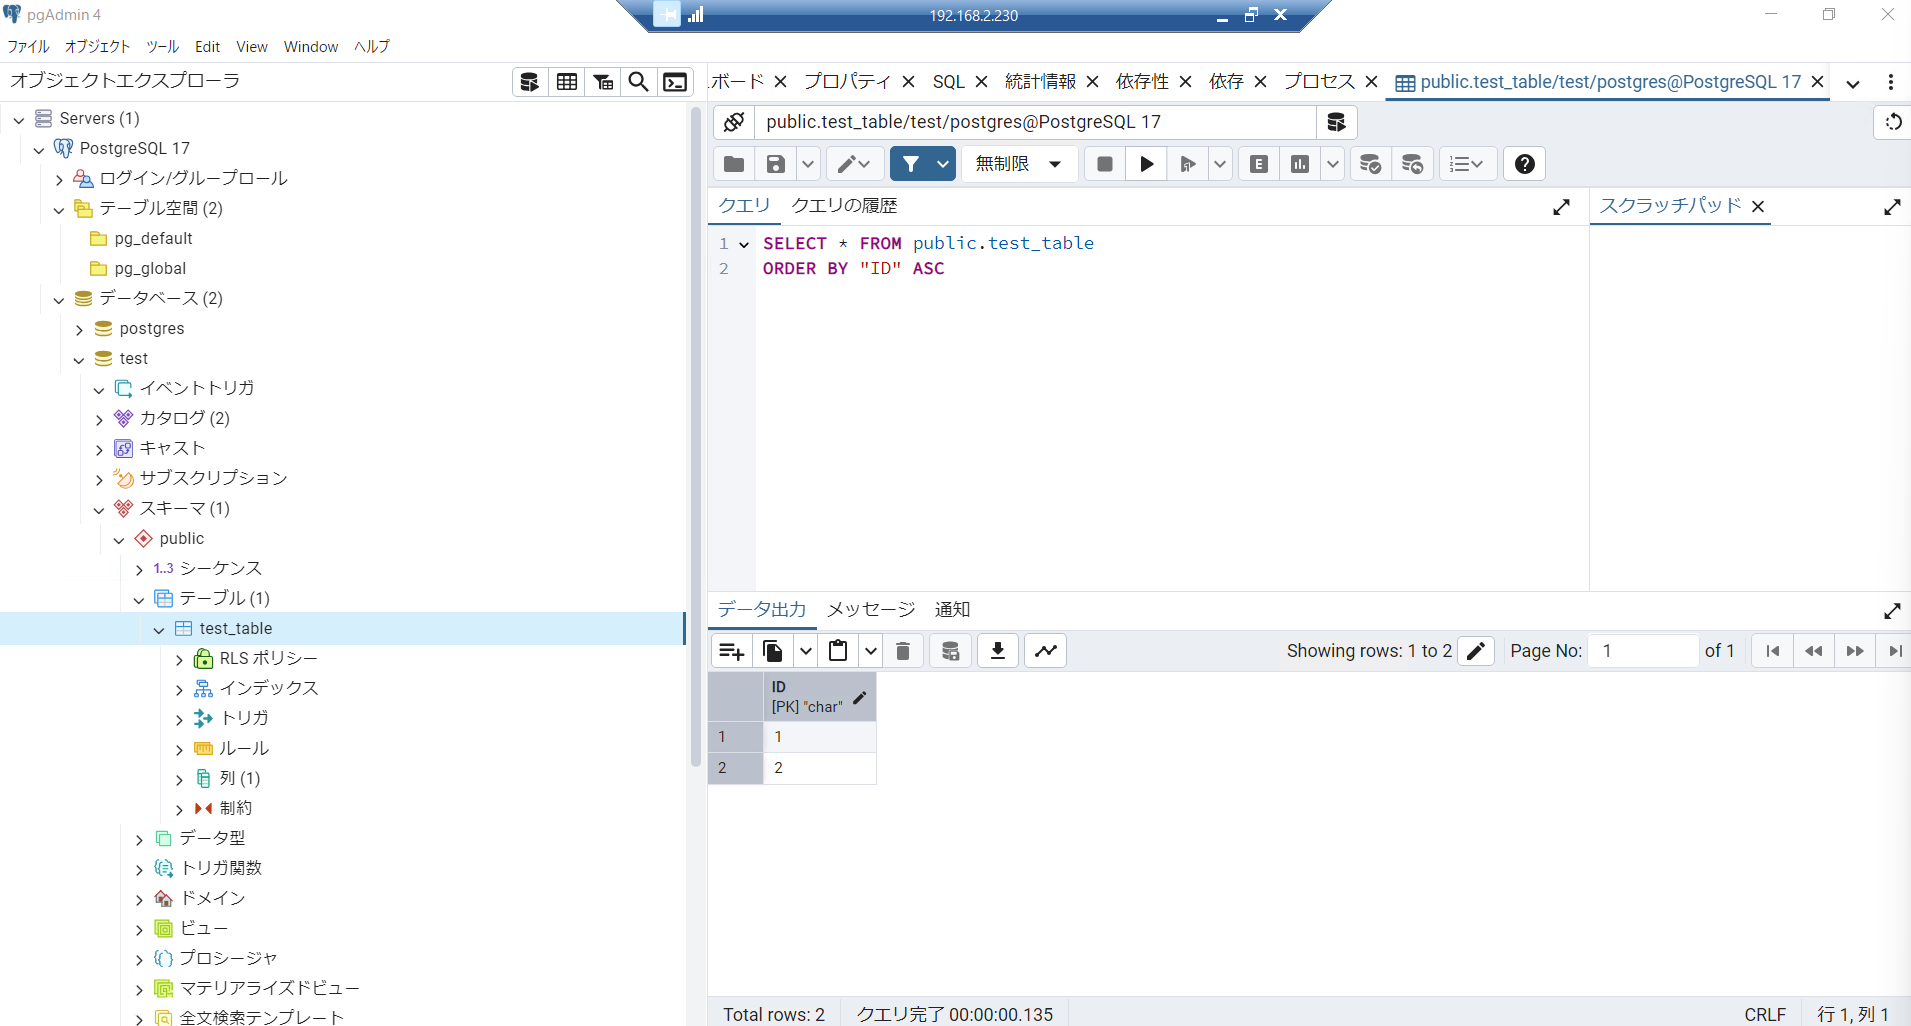 pgAdmin 4
192.168.2.230
ファイル オブジェクト ツール Edit View Window ヘルプ
オブジェクトエクスプローラ
ボード プロパティ SQL 統計情報 依存性 依存 プロセス public.test_table/test/postgres@PostgreSQL 17
Servers (1)
PostgreSQL 17
ログイン/グループロール
テーブル空間 (2)
pg_default
pg_global
データベース (2)
postgres
test
イベントトリガ
カタログ (2)
キャスト
サブスクリプション
スキーマ (1)
public
1..3 シーケンス
テーブル (1)
test_table
RLS ポリシー
インデックス
トリガ
ルール
列 (1)
制約
データ型
トリガ関数
ドメイン
ビュー
プロシージャ
マテリアライズドビュー
全文検索テンプレート
public.test_table/test/postgres@PostgreSQL 17
無制限
E
クエリ クエリの履歴
スクラッチパッド
1 SELECT * FROM public.test_table
2 ORDER BY "ID" ASC
データ出力 メッセージ 通知
Showing rows: 1 to 2 Page No: 1 of 1
ID
[PK] "char"
1 1
2 2
Total rows: 2 クエリ完了 00:00:00.135 CRLF 行 1, 列 1